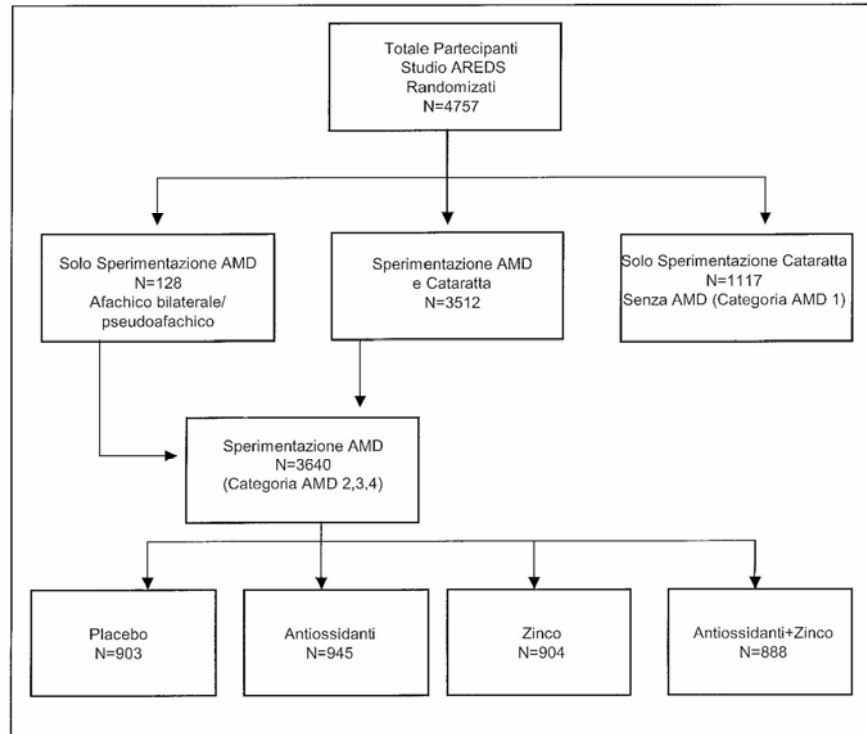 Totale Partecipanti
Studio AREDS
Randomizati
N=4757
Solo Sperimentazione AMD
N=128
Afachico bilaterale/
pseudoafachico
Sperimentazione AMD
e Cataratta
N=3512
Solo Sperimentazione Cataratta
N=1117
Senza AMD (Categoria AMD 1)
Sperimentazione AMD
N=3640
(Categoria AMD 2,3,4)
Placebo
N=903
Antiossidanti
N=945
Zinco
N=904
Antiossidanti+Zinco
N=888